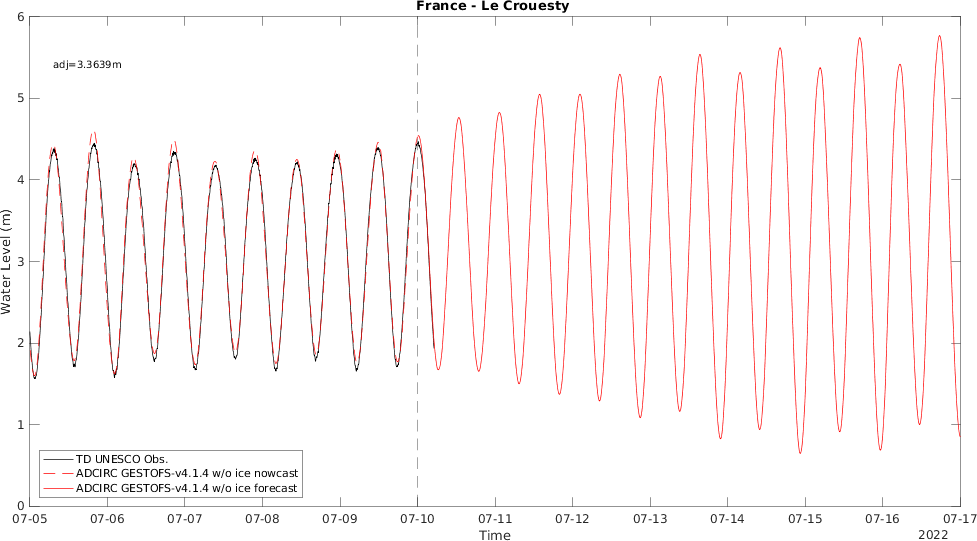 France - Le Crouesty
adj=3.3639m
Water Level (m)
6
5
4
3
2
1
0
TD UNESCO Obs.
ADCIRC GESTOFS-v4.1.4 w/o ice nowcast
ADCIRC GESTOFS-v4.1.4 w/o ice forecast
07-05 07-06 07-07 07-08 07-09 07-10 07-11 07-12 07-13 07-14 07-15 07-16 07-17
Time
2022